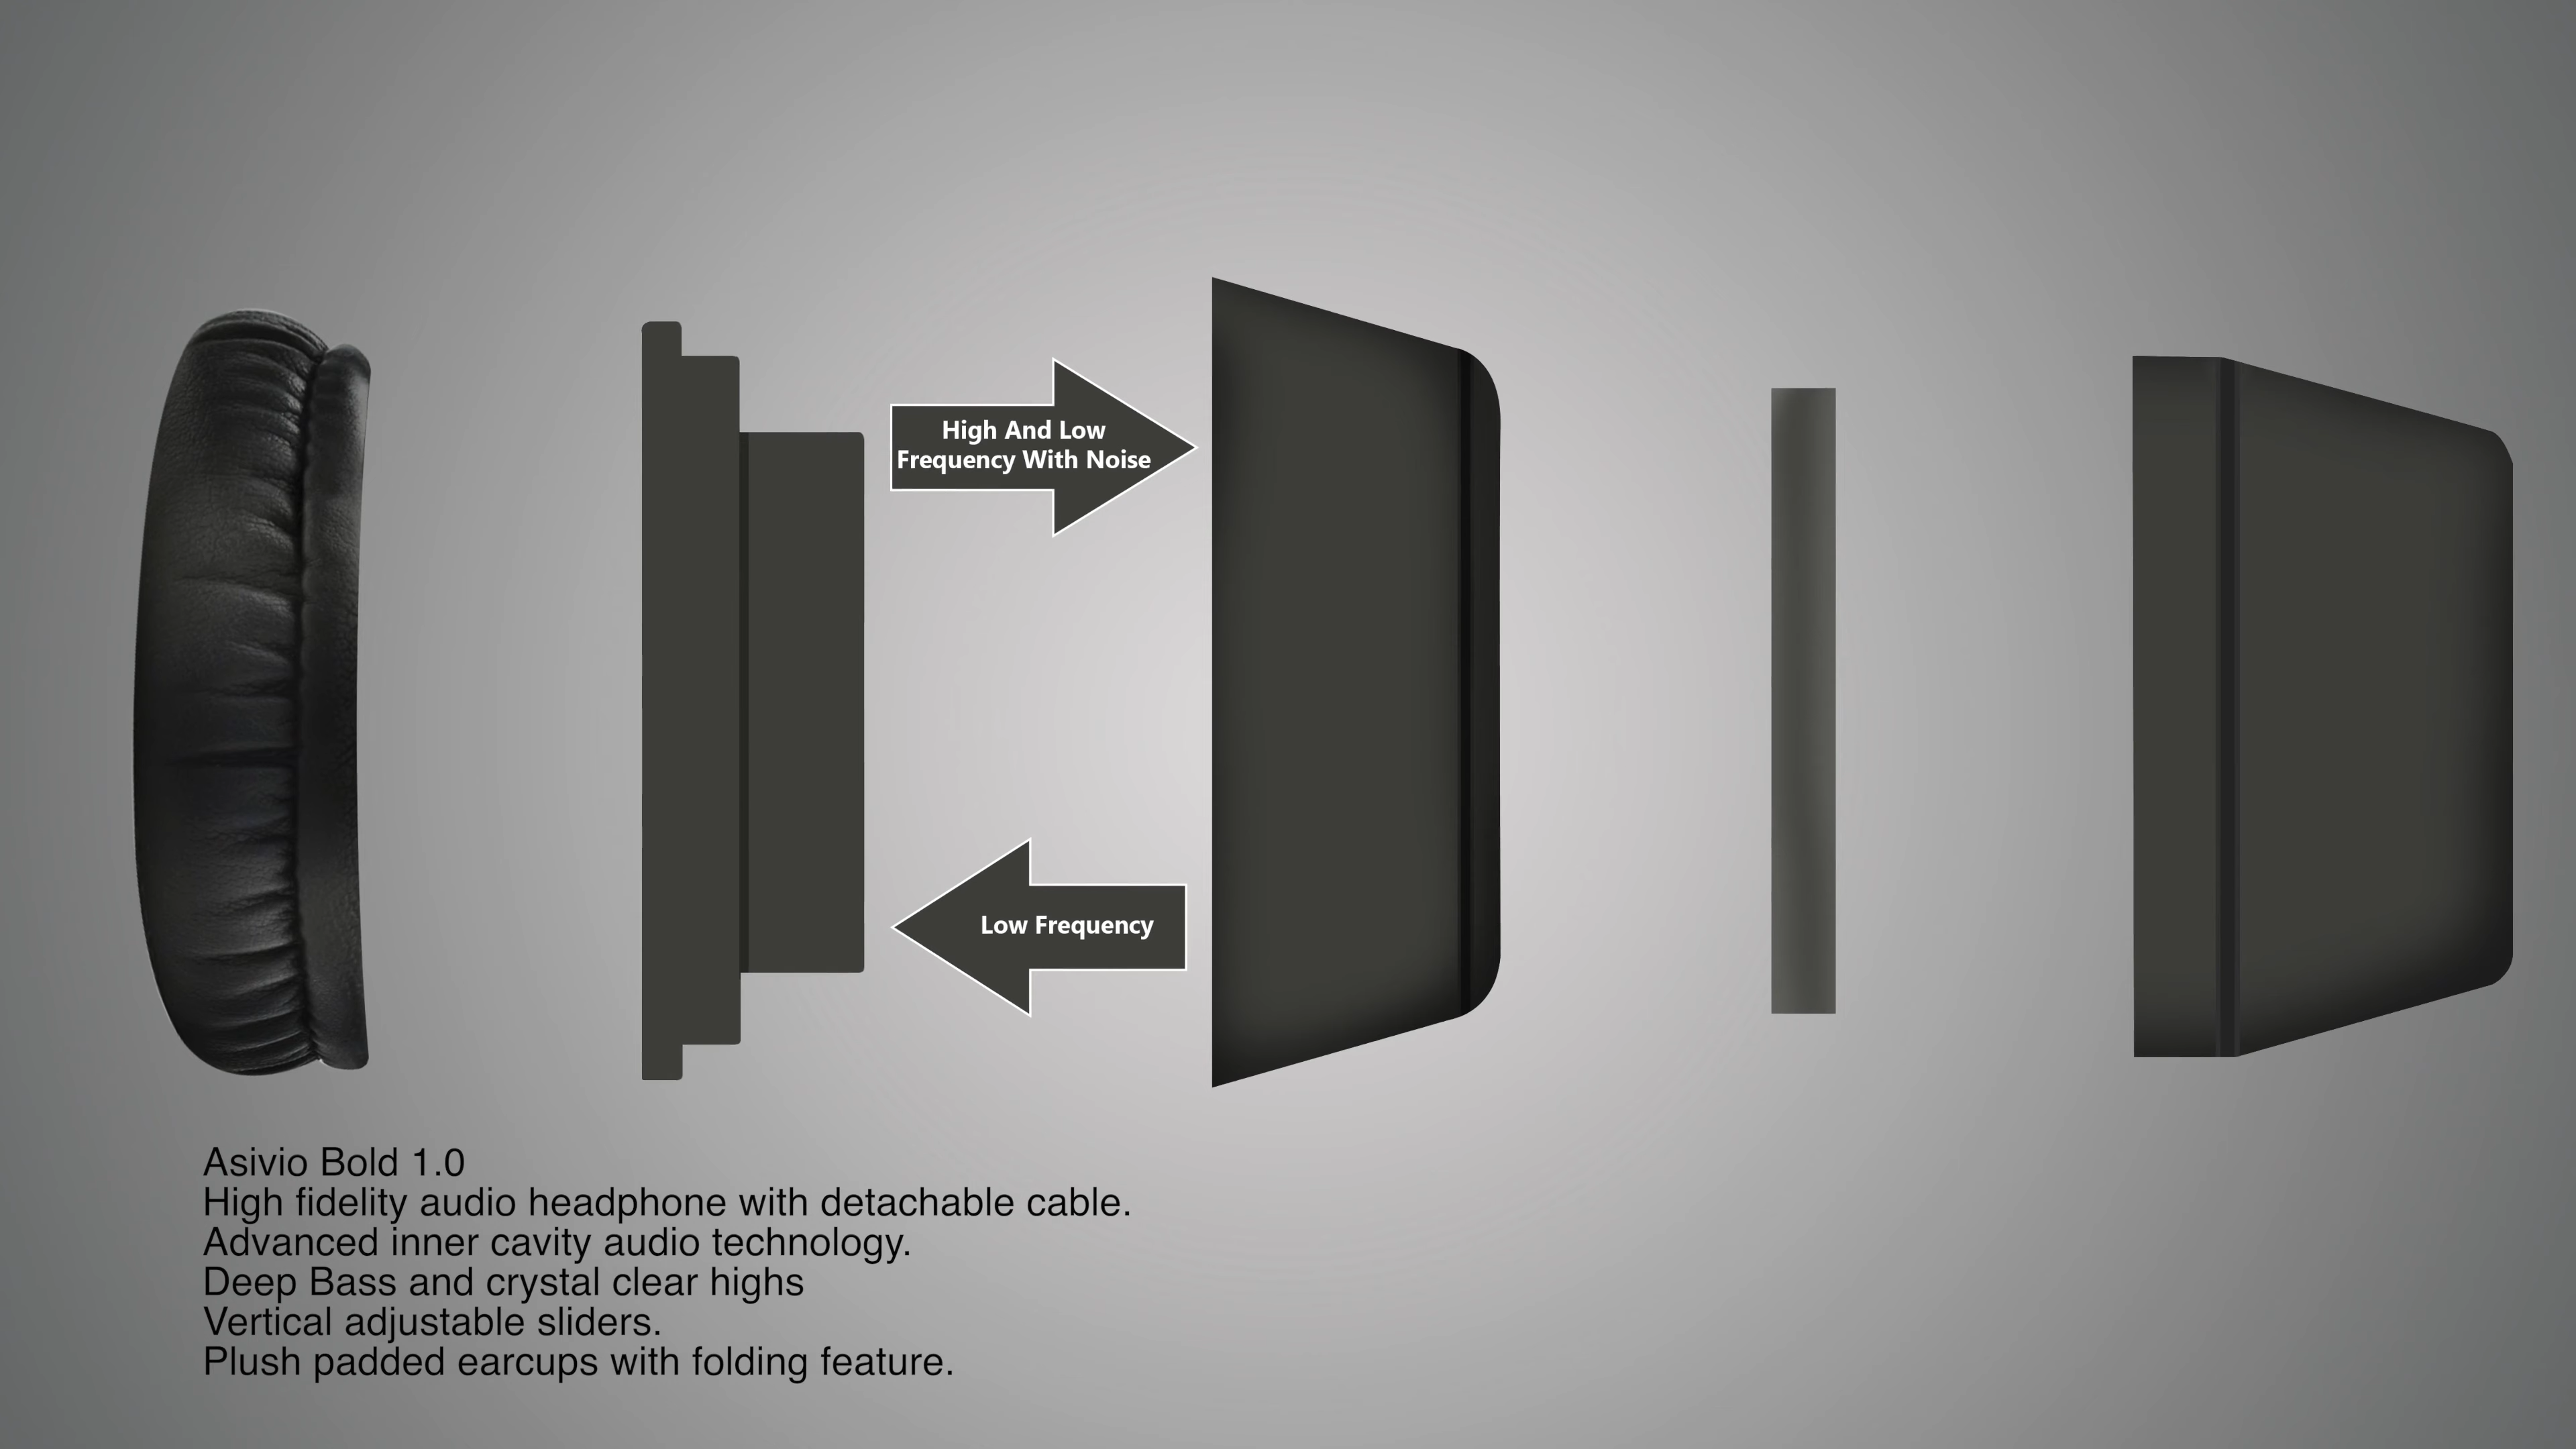 High And Low
Frequency With Noise
Low Frequency
Asivio Bold 1.0
High fidelity audio headphone with detachable cable.
Advanced inner cavity audio technology.
Deep Bass and crystal clear highs
Vertical adjustable sliders.
Plush padded earcups with folding feature.